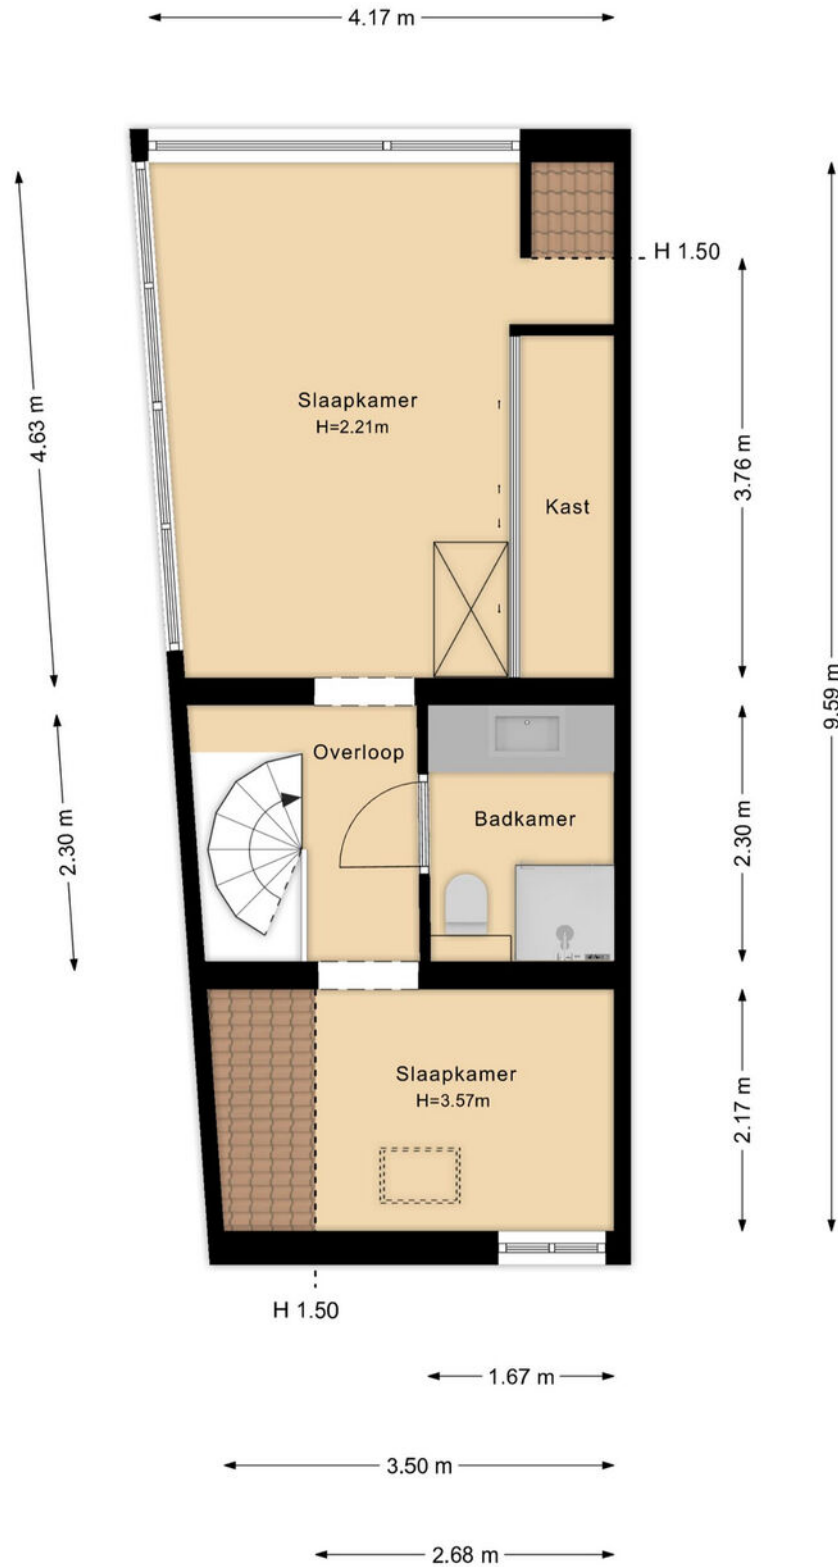 4.17 m
H 1.50
4.63 m
Slaapkamer
H=2.21m
3.76 m
Kast
9.59 m
Overloop
2.30 m
Badkamer
2.30 m
Slaapkamer
H=3.57m
2.17 m
H 1.50
1.67 m
3.50 m
2.68 m